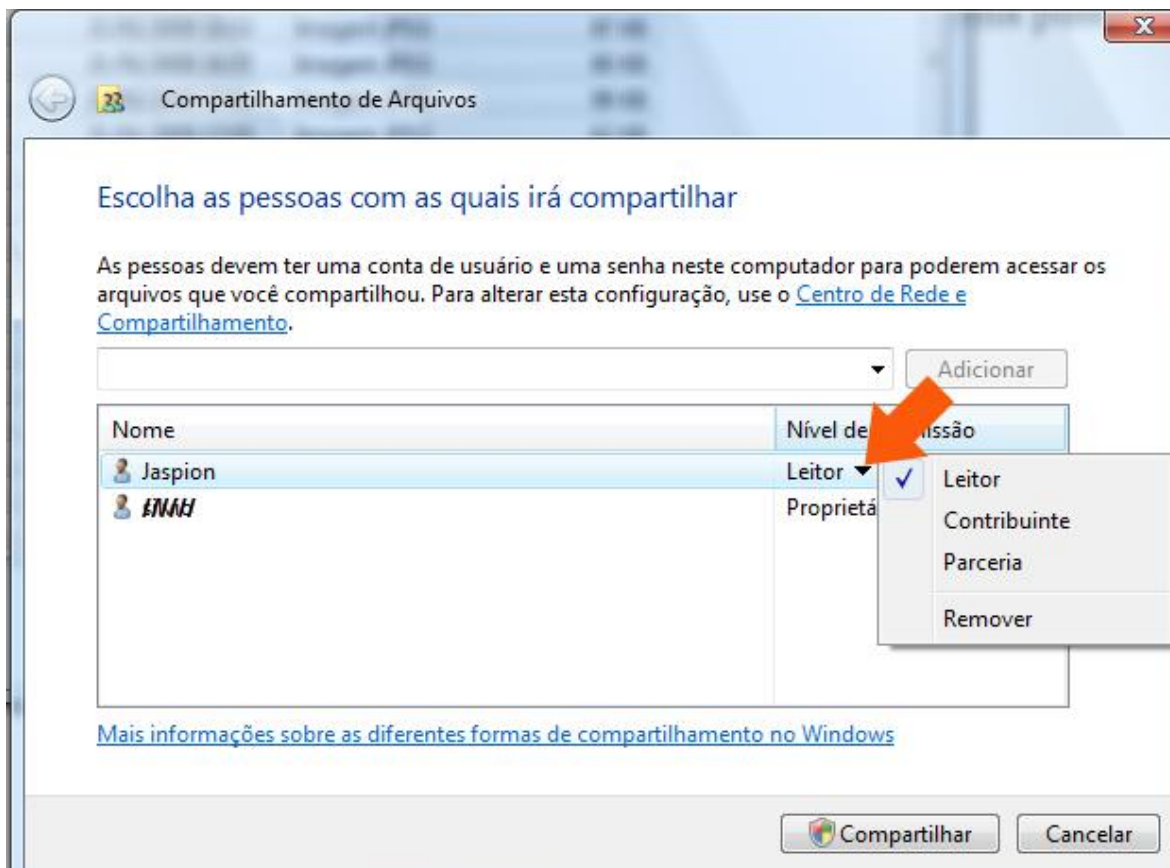 Compartilhamento de Arquivos
Escolha as pessoas com as quais irá compartilhar
As pessoas devem ter uma conta de usuário e uma senha neste computador para poderem acessar os
arquivos que você compartilhou. Para alterar esta configuração, use o Centro de Rede e
Compartilhamento.
Adicionar
Nome Nível de
Jaspion Leitor
Leitor
Contribuinte
Parceria
Remover
Mais informações sobre as diferentes formas de compartilhamento no Windows
Compartilhar Cancelar